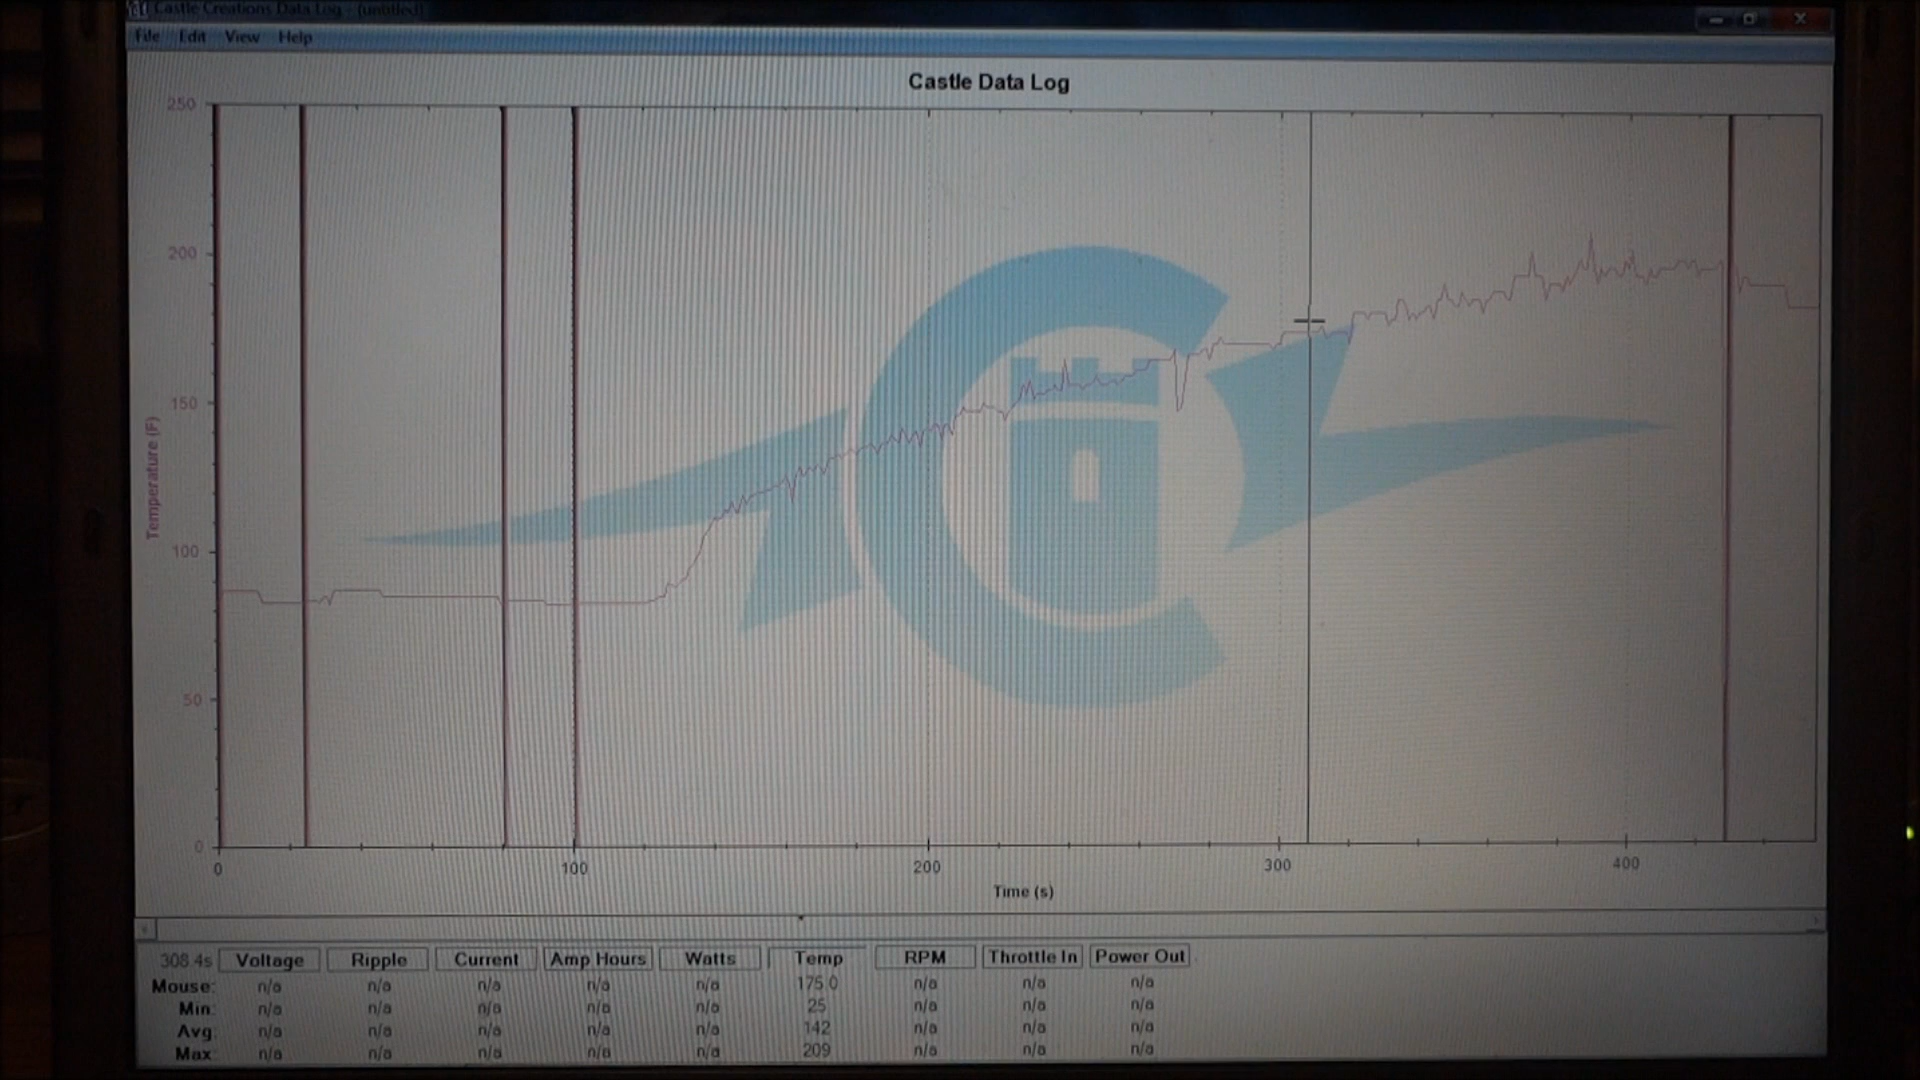 Castle Creations Data Log - (untitled)
File Edit View Help
Castle Data Log
250
200
150
100
50
0
Temperature (F)
0 100 200 300 400
Time (s)
308.4s Voltage Ripple Current Amp Hours Watts Temp RPM Throttle In Power Out
Mouse: n/a n/a n/a n/a n/a 175.0 n/a n/a n/a
Min: n/a n/a n/a n/a n/a 25 n/a n/a n/a
Avg: n/a n/a n/a n/a n/a 142 n/a n/a n/a
Max: n/a n/a n/a n/a n/a 209 n/a n/a n/a